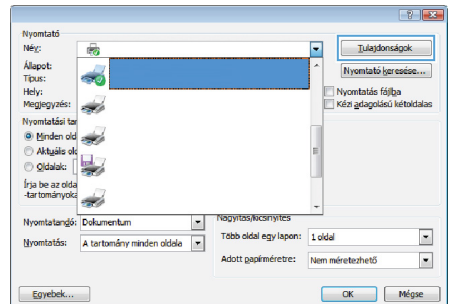 Nyomtató
Név:
Tulajdonságok
Állapot:
Nyomtató keresése...
Típus:
Hely:
Nyomtatás fájlba
Megjegyzés:
Kézi adagolású kétoldalas
Nyomtatási tar
Minden old
Aktuális old
Oldalak:
Írja be az olda
-tartományoka
Nagyítás/kicsinyítés
Nyomtatandó: Dokumentum
Több oldal egy lapon: 1 oldal
Nyomtatás: A tartomány minden oldala
Adott papírméretre: Nem méretezhető
Egyebek...
OK
Mégse